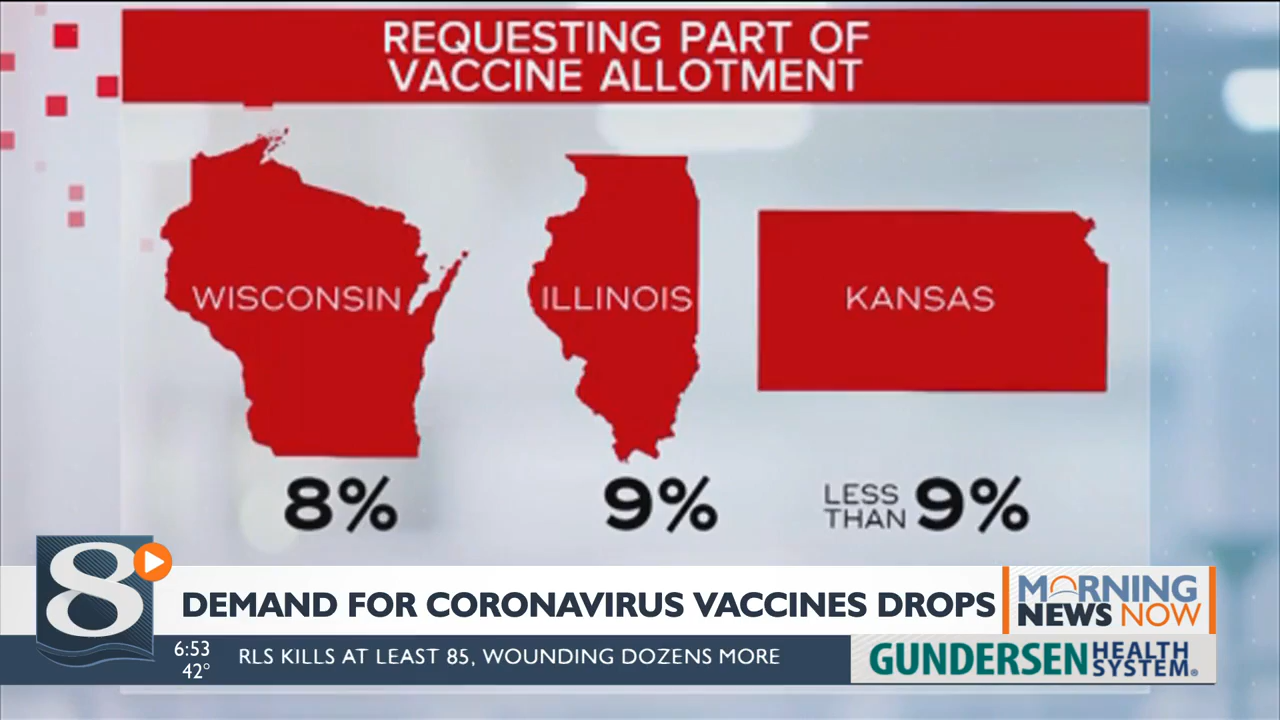 REQUESTING PART OF
VACCINE ALLOTMENT
WISCONSIN
ILLINOIS
KANSAS
8%
9%
LESS
THAN 9%
8
DEMAND FOR CORONAVIRUS VACCINES DROPS
MORNING
NEWS NOW
6:53
42°
RLS KILLS AT LEAST 85, WOUNDING DOZENS MORE
GUNDERSEN HEALTH
SYSTEM®